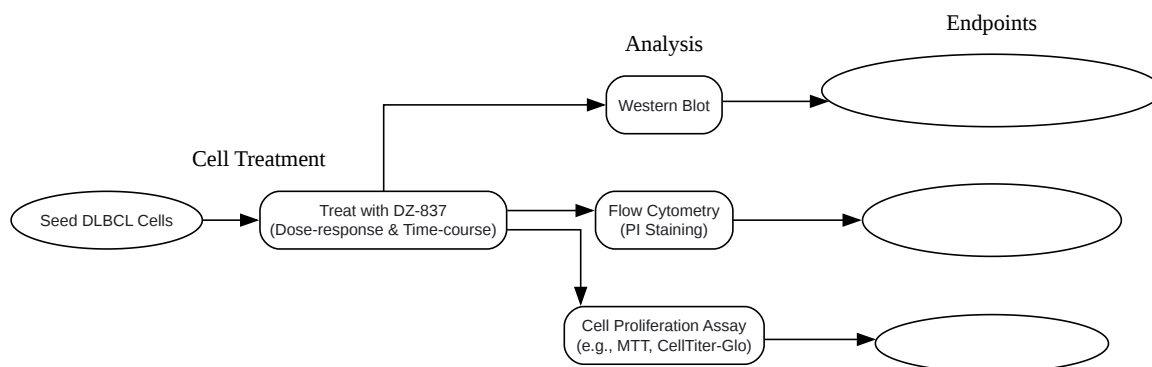 Endpoints
Analysis
Western Blot
Cell Treatment
Seed DLBCL Cells
Treat with DZ-837
(Dose-response & Time-course)
Flow Cytometry
(PI Staining)
Cell Proliferation Assay
(e.g., MTT, CellTiter-Glo)